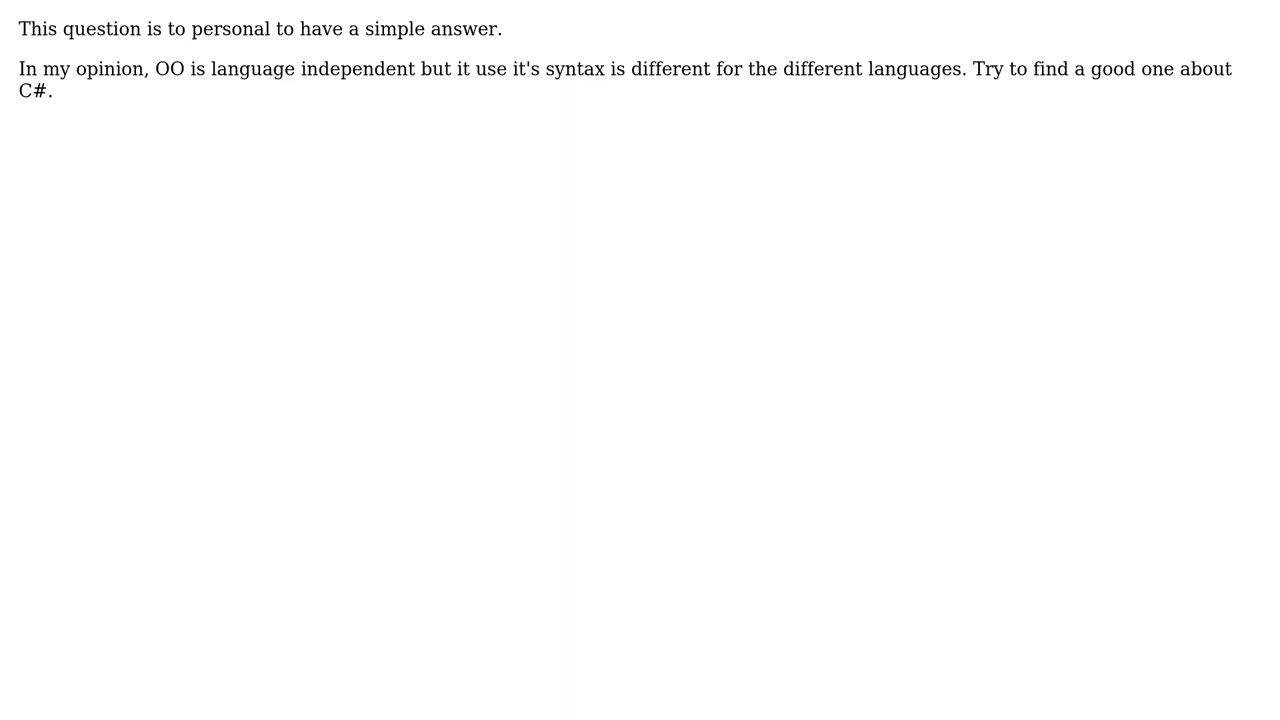 This question is to personal to have a simple answer.
In my opinion, OO is language independent but it use it's syntax is different for the different languages. Try to find a good one about
C#.